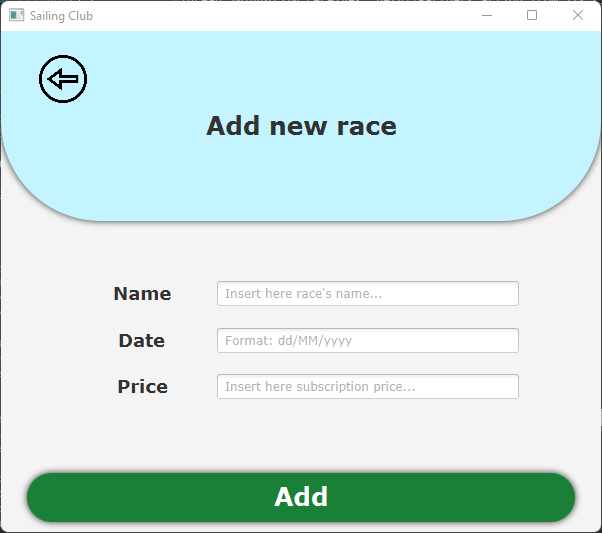 Sailing Club
Add new race
Name Insert here race's name...
Date Format: dd/MM/yyyy
Price Insert here subscription price...
Add